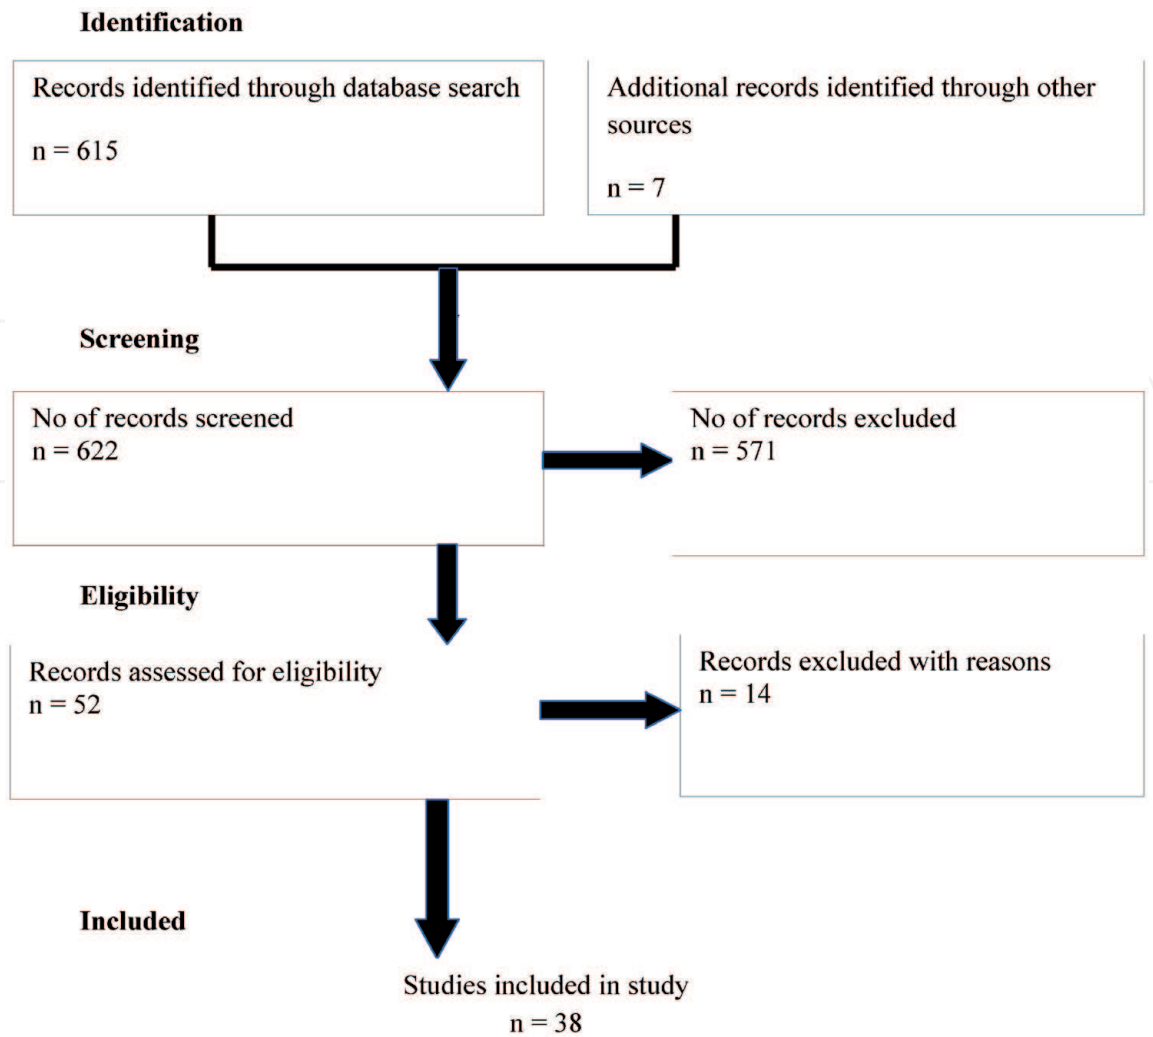 Identification
Records identified through database search
n = 615
Additional records identified through other
sources
n = 7
Screening
No of records screened
n = 622
No of records excluded
n = 571
Eligibility
Records assessed for eligibility
n = 52
Records excluded with reasons
n = 14
Included
Studies included in study
n = 38